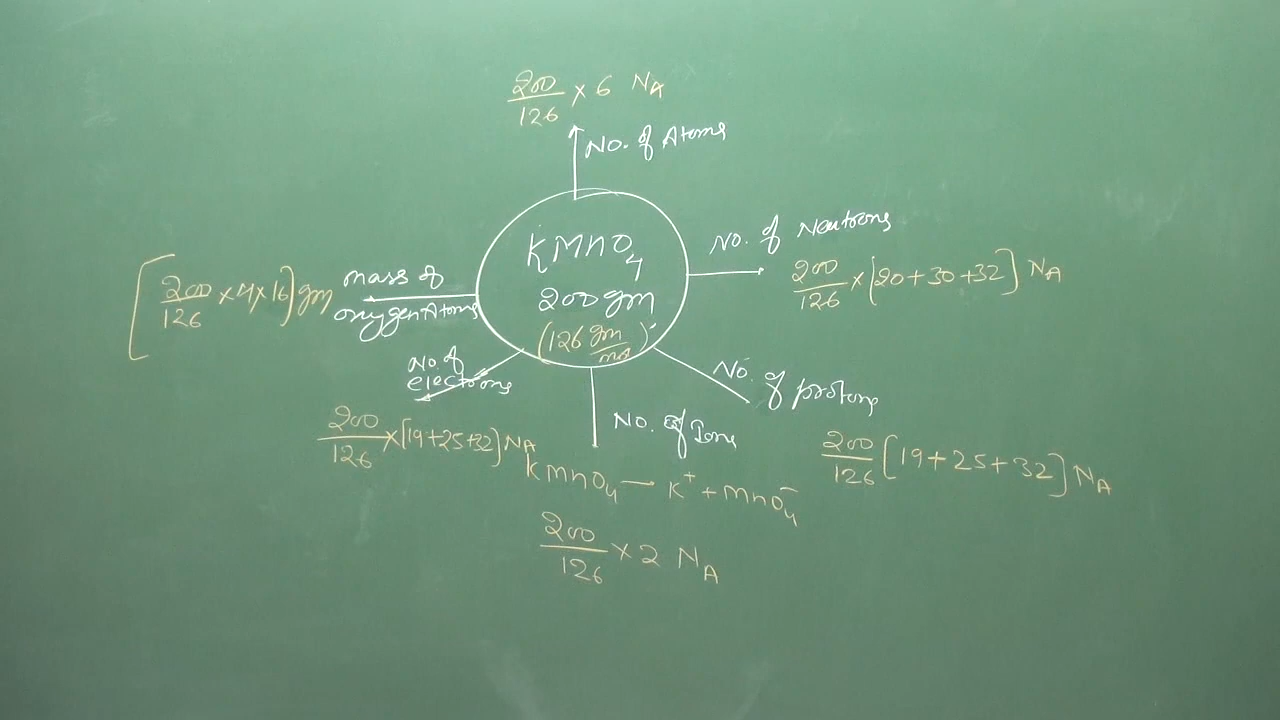 200/126 × 6 NA
No. of Atoms
KMnO4
200 gm
(126 gm/mol)
No. of Neutrons
200/126 × [20+30+32] NA
mass of
oxygen Atoms
[200/126 × 4 × 16] gm
No. of
electrons
200/126 × [19+25+32] NA
No. of Ions
KMnO4 — K+ + MnO4-
200/126 × 2 NA
No. of protons
200/126 [19+25+32] NA